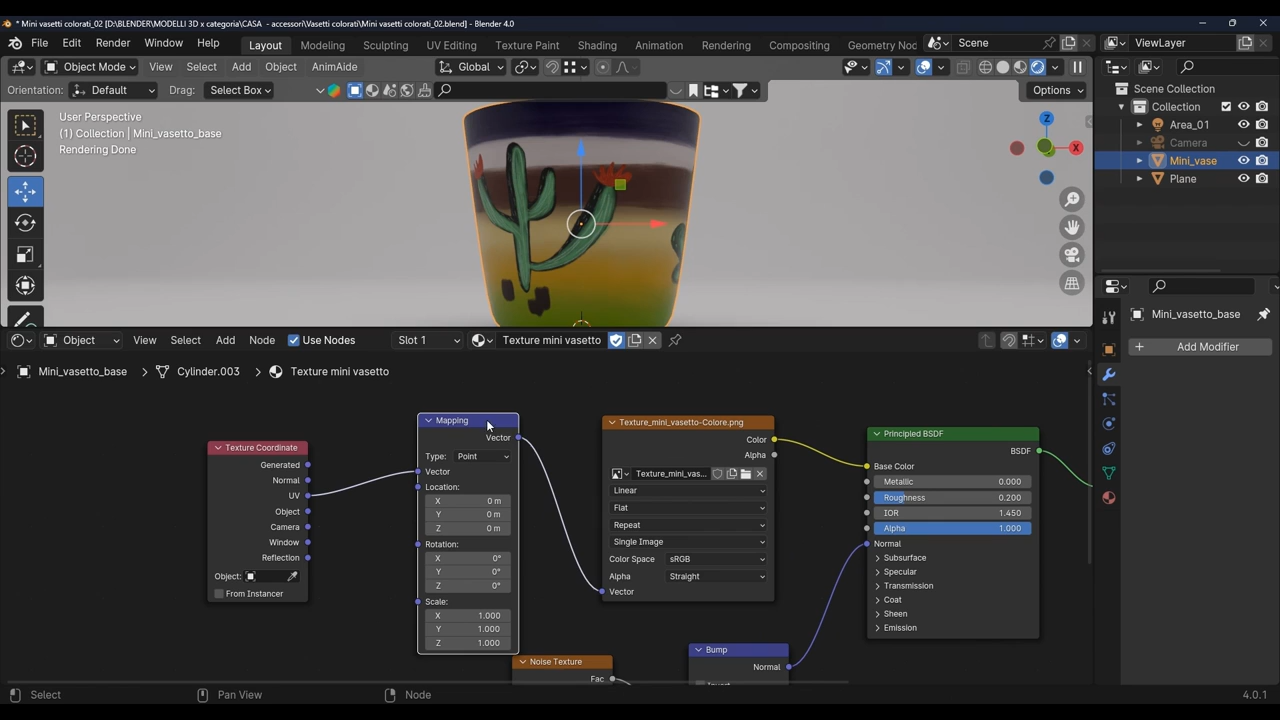 * Mini vasetti colorati_02 [D:\BLENDER\MODELLI 3D x categoria\CASA - accessori\Vasetti colorati\Mini vasetti colorati_02.blend] - Blender 4.0
File Edit Render Window Help Layout Modeling Sculpting UV Editing Texture Paint Shading Animation Rendering Compositing Geometry Nod Scene ViewLayer
Object Mode View Select Add Object AnimAide Global
Orientation: Default Drag: Select Box Options
User Perspective
(1) Collection | Mini_vasetto_base
Rendering Done
Z
X
Scene Collection
Collection
Area_01
Camera
Mini_vase
Plane
Object View Select Add Node Use Nodes Slot 1 Texture mini vasetto
Mini_vasetto_base Cylinder.003 Texture mini vasetto
Mini_vasetto_base
Add Modifier
Texture Coordinate
Generated
Normal
UV
Object
Camera
Window
Reflection
Object:
From Instancer
Mapping
Vector
Type: Point
Vector
Location:
X 0 m
Y 0 m
Z 0 m
Rotation:
X 0°
Y 0°
Z 0°
Scale:
X 1.000
Y 1.000
Z 1.000
Texture_mini_vasetto-Colore.png
Color
Alpha
Texture_mini_vas...
Linear
Flat
Repeat
Single Image
Color Space sRGB
Alpha Straight
Vector
Principled BSDF
BSDF
Base Color
Metallic 0.000
Roughness 0.200
IOR 1.450
Alpha 1.000
Normal
Subsurface
Specular
Transmission
Coat
Sheen
Emission
Noise Texture
Fac
Bump
Normal
Select Pan View Node 4.0.1